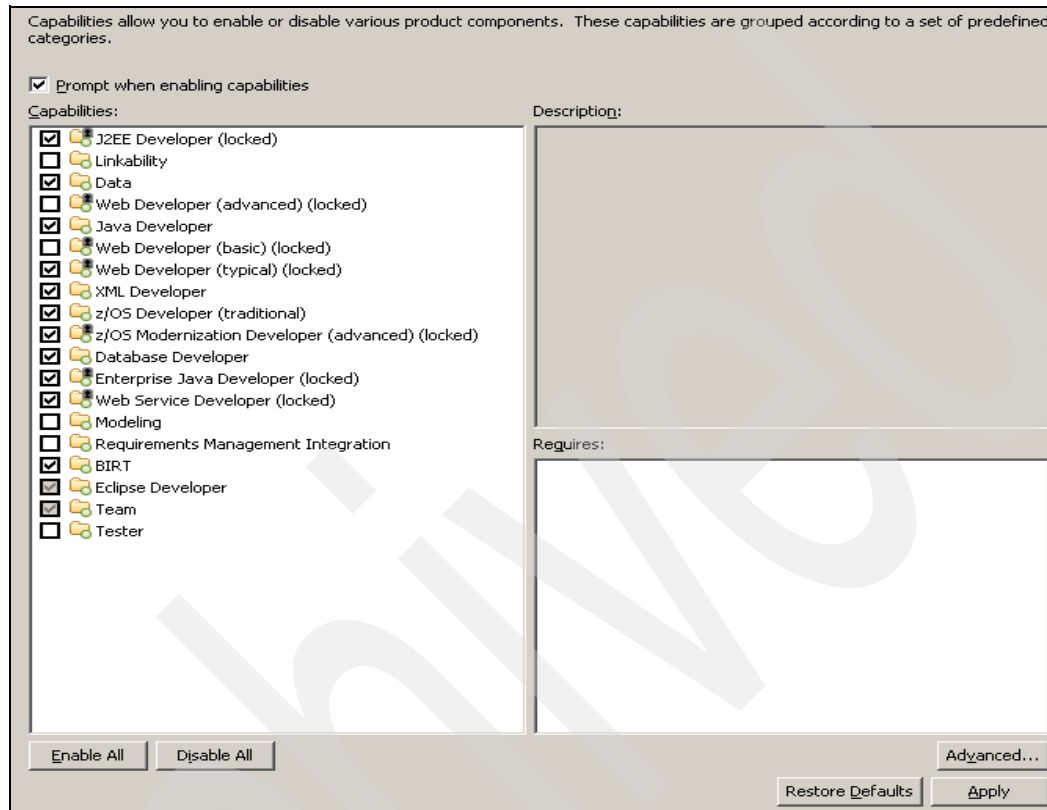 Capabilities allow you to enable or disable various product components. These capabilities are grouped according to a set of predefined
categories.
Prompt when enabling capabilities
Capabilities:
J2EE Developer (locked)
Linkability
Data
Web Developer (advanced) (locked)
Java Developer
Web Developer (basic) (locked)
Web Developer (typical) (locked)
XML Developer
z/OS Developer (traditional)
z/OS Modernization Developer (advanced) (locked)
Database Developer
Enterprise Java Developer (locked)
Web Service Developer (locked)
Modeling
Requirements Management Integration
BIRT
Eclipse Developer
Team
Tester
Description:
Requires:
Enable All
Disable All
Advanced...
Restore Defaults
Apply